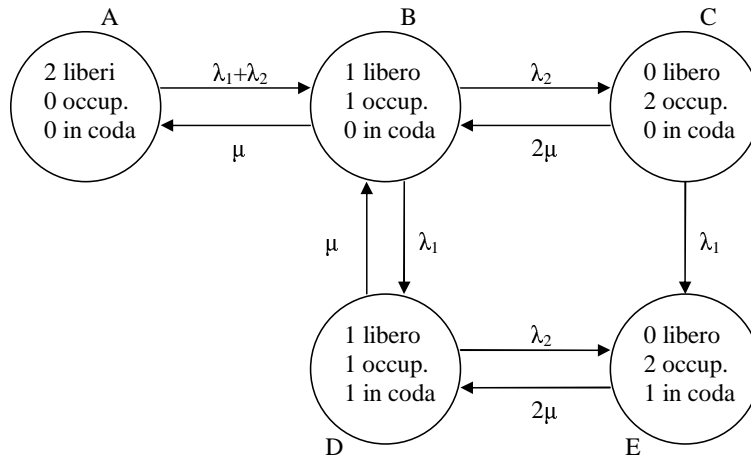 A
B
C
2 liberi
0 occup.
0 in coda
λ₁+λ₂
μ
1 libero
1 occup.
0 in coda
λ₂
2μ
0 libero
2 occup.
0 in coda
μ
λ₁
λ₁
1 libero
1 occup.
1 in coda
λ₂
2μ
0 libero
2 occup.
1 in coda
D
E